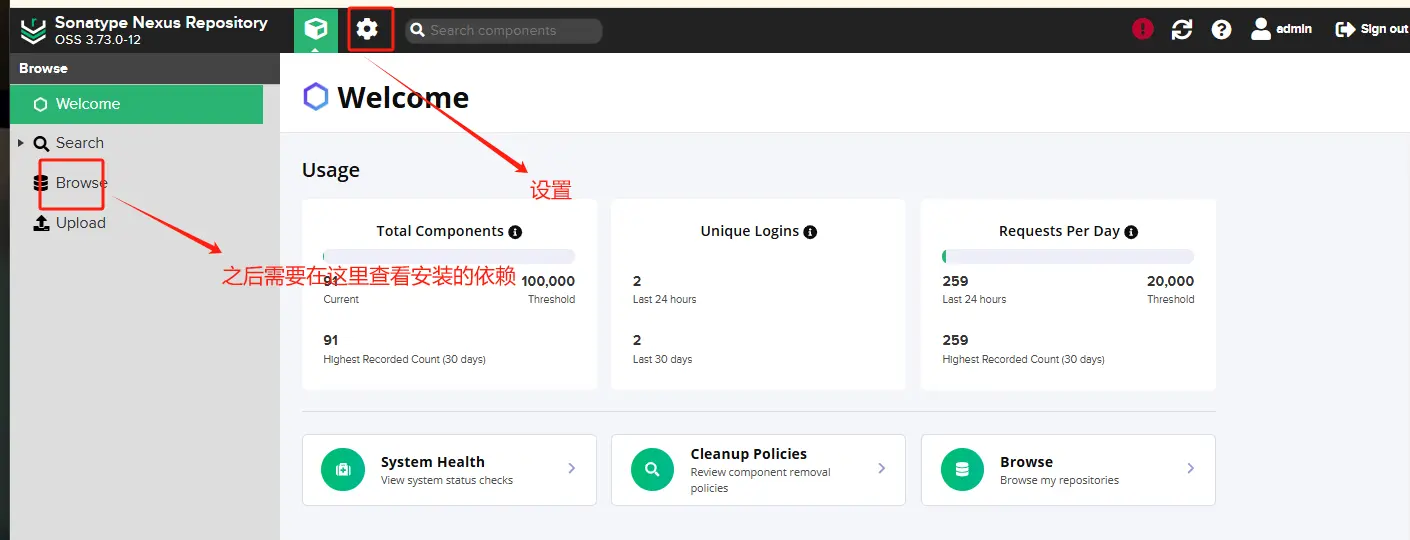 Sonatype Nexus Repository
OSS 3.73.0-12
Search components
admin
Sign out
Browse
Welcome
Search
Browse
Upload
Welcome
设置
Usage
之后需要在这里查看安装的依赖
Total Components
91
100,000
Current
Threshold
91
Highest Recorded Count (30 days)
Unique Logins
2
Last 24 hours
2
Last 30 days
Requests Per Day
259
20,000
Last 24 hours
Threshold
259
Highest Recorded Count (30 days)
System Health
View system status checks
Cleanup Policies
Review component removal
policies
Browse
Browse my repositories